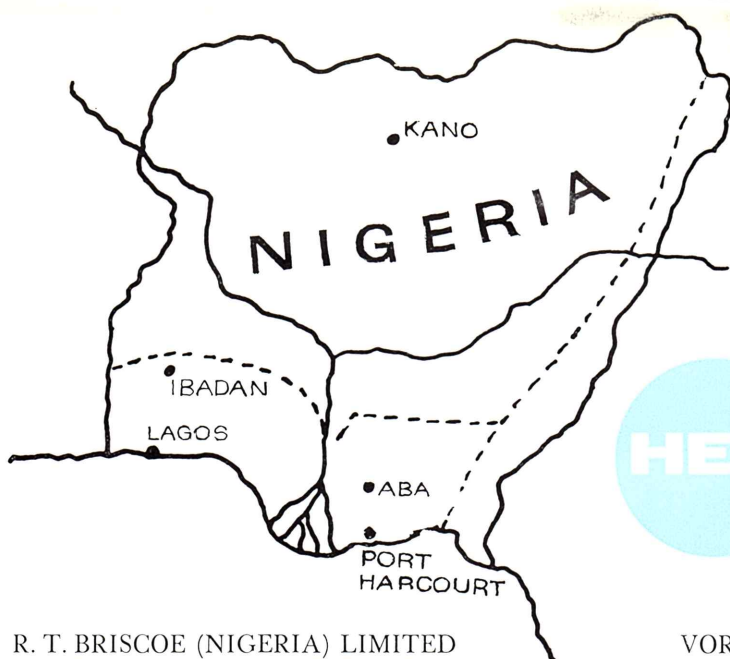 KANO
NIGERIA
IBADAN
LAGOS
ABA
PORT
HARCOURT
R. T. BRISCOE (NIGERIA) LIMITED